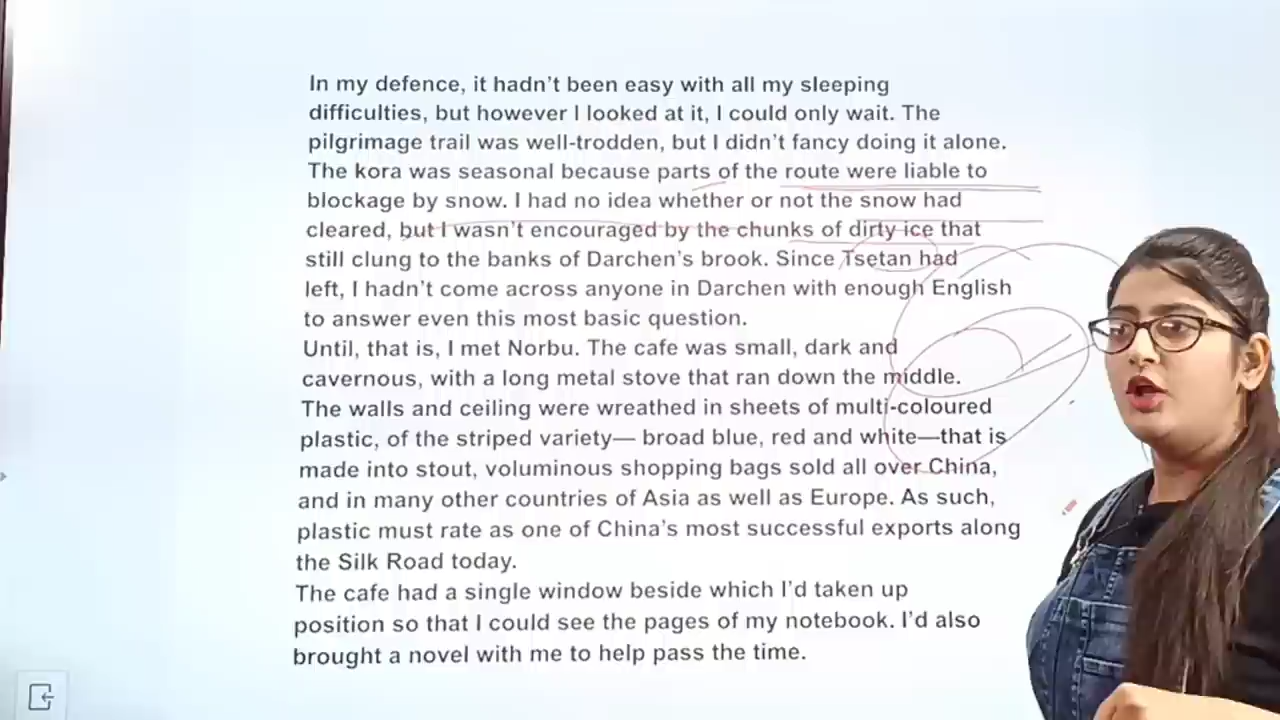 In my defence, it hadn't been easy with all my sleeping
difficulties, but however I looked at it, I could only wait. The
pilgrimage trail was well-trodden, but I didn't fancy doing it alone.
The kora was seasonal because parts of the route were liable to
blockage by snow. I had no idea whether or not the snow had
cleared, but I wasn't encouraged by the chunks of dirty ice that
still clung to the banks of Darchen's brook. Since Tsetan had
left, I hadn't come across anyone in Darchen with enough English
to answer even this most basic question.
Until, that is, I met Norbu. The cafe was small, dark and
cavernous, with a long metal stove that ran down the middle.
The walls and ceiling were wreathed in sheets of multi-coloured
plastic, of the striped variety— broad blue, red and white—that is
made into stout, voluminous shopping bags sold all over China,
and in many other countries of Asia as well as Europe. As such,
plastic must rate as one of China's most successful exports along
the Silk Road today.
The cafe had a single window beside which I'd taken up
position so that I could see the pages of my notebook. I'd also
brought a novel with me to help pass the time.